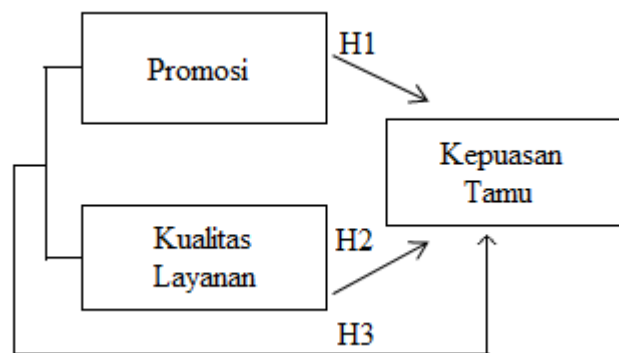 Promosi
H1
Kepuasan
Tamu
Kualitas
Layanan
H2
H3